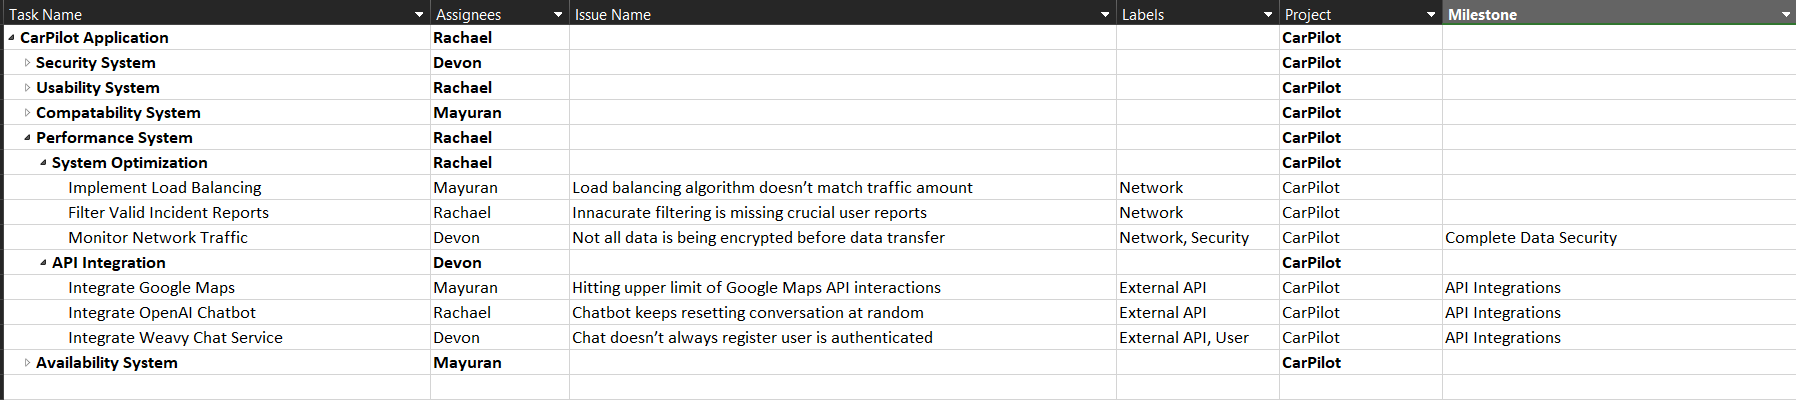 Task Name Assignees Issue Name Labels Project Milestone
CarPilot Application Rachael CarPilot
Security System Devon CarPilot
Usability System Rachael CarPilot
Compatability System Mayuran CarPilot
Performance System Rachael CarPilot
System Optimization Rachael CarPilot
Implement Load Balancing Mayuran Load balancing algorithm doesn’t match traffic amount Network CarPilot
Filter Valid Incident Reports Rachael Innacurate filtering is missing crucial user reports Network CarPilot
Monitor Network Traffic Devon Not all data is being encrypted before data transfer Network, Security CarPilot Complete Data Security
API Integration Devon CarPilot
Integrate Google Maps Mayuran Hitting upper limit of Google Maps API interactions External API CarPilot API Integrations
Integrate OpenAI Chatbot Rachael Chatbot keeps resetting conversation at random External API CarPilot API Integrations
Integrate Weavy Chat Service Devon Chat doesn’t always register user is authenticated External API, User CarPilot API Integrations
Availability System Mayuran CarPilot